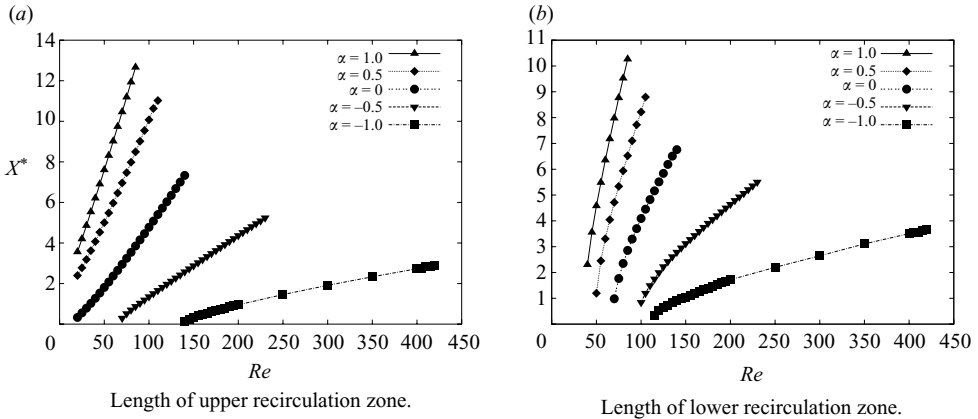 (a)
14
12
10
8
6
4
2
X*
0 50 100 150 200 250 300 350 400 450
Re
α = 1.0
α = 0.5
α = 0
α = –0.5
α = –1.0
Length of upper recirculation zone.
(b)
11
10
9
8
7
6
5
4
3
2
1
0 50 100 150 200 250 300 350 400 450
Re
α = 1.0
α = 0.5
α = 0
α = –0.5
α = –1.0
Length of lower recirculation zone.